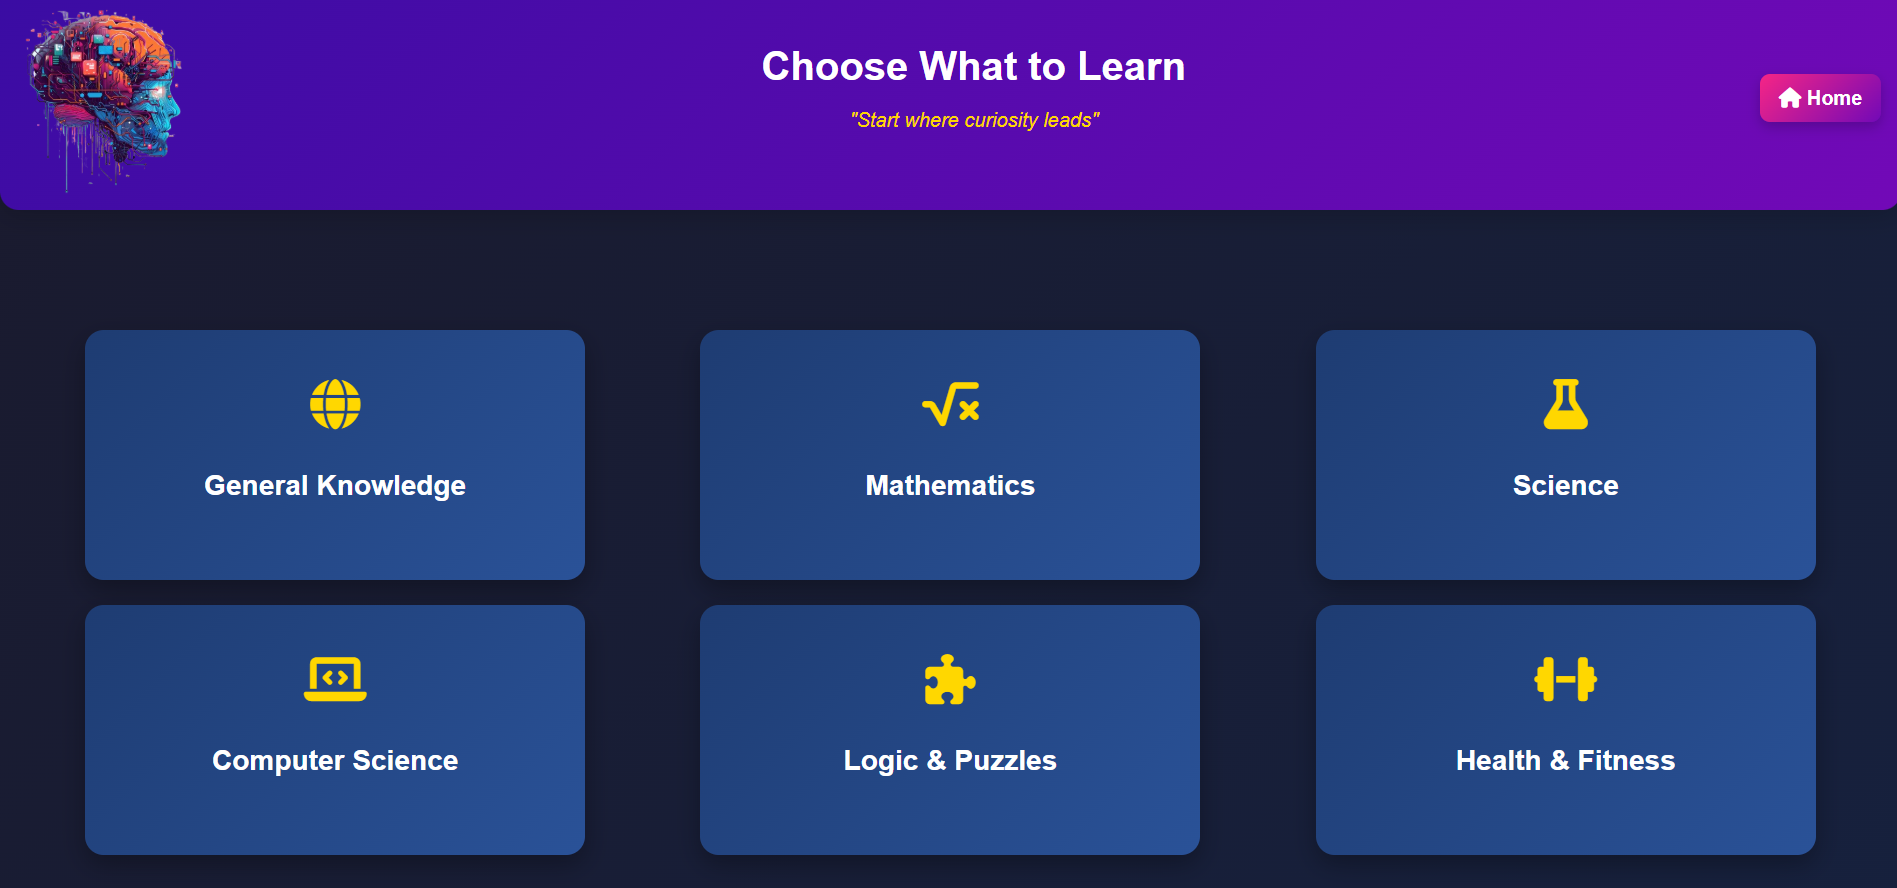 Choose What to Learn
"Start where curiosity leads"
Home
General Knowledge
Mathematics
Science
Computer Science
Logic & Puzzles
Health & Fitness